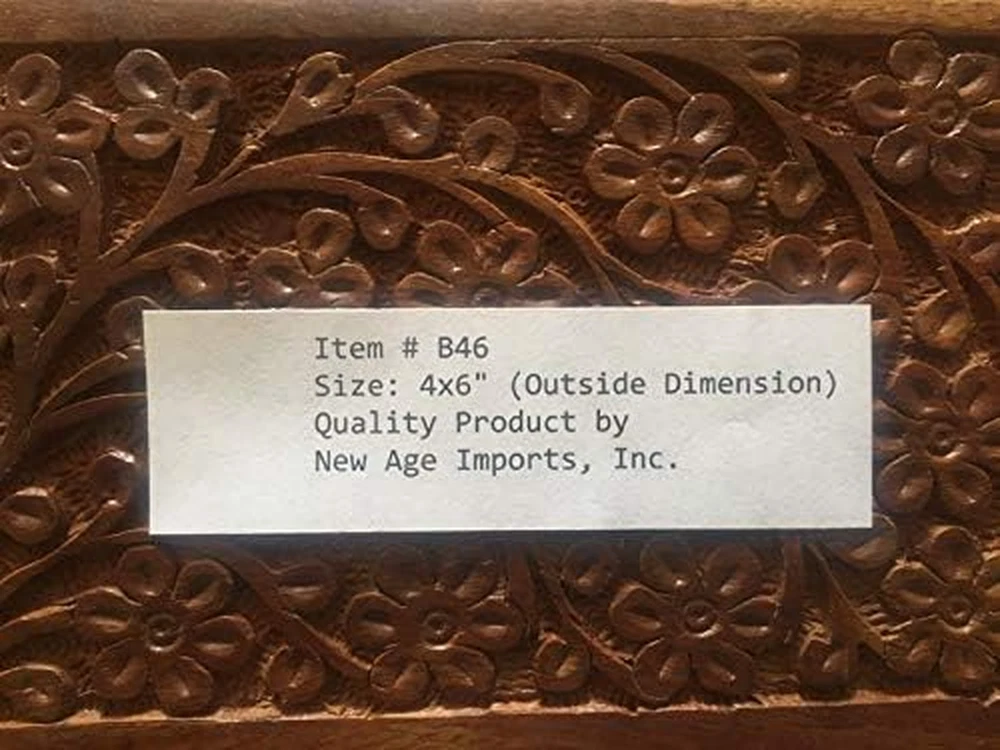 Item # B46
Size: 4x6" (Outside Dimension)
Quality Product by
New Age Imports, Inc.